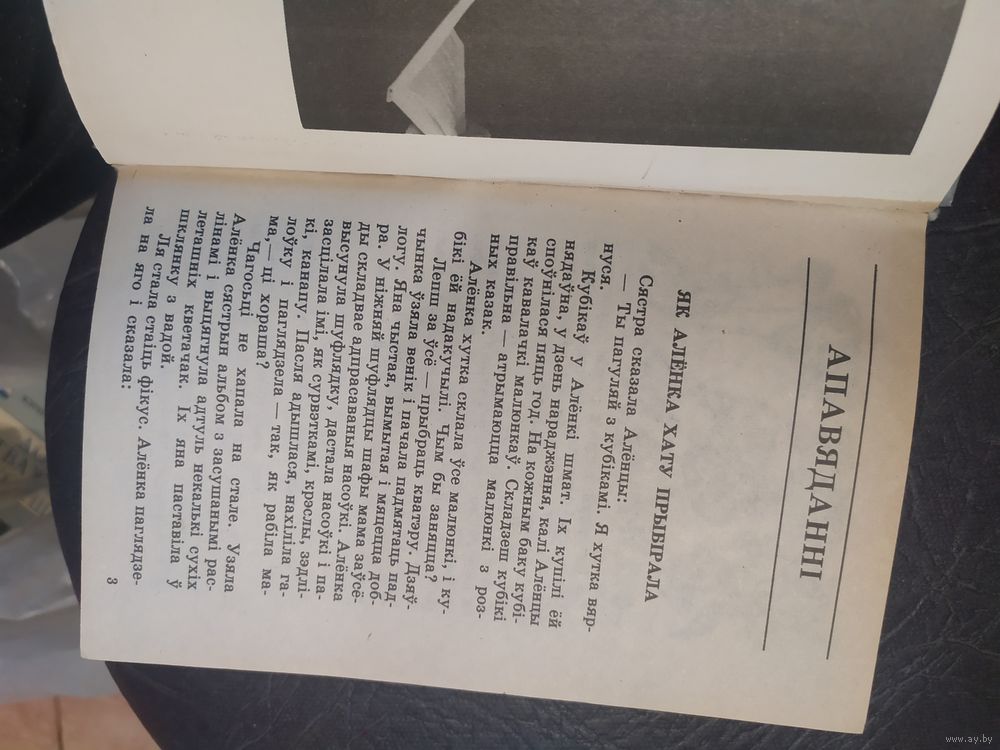 АПАВЯДАННІ
ЯК АЛЁНКА ХАТУ ПРЫБІРАЛА
Сястра сказала Алёнцы:
— Ты пагуляй з кубікамі. Я хутка вяр-
нуся.
Кубікаў у Алёнкі шмат. Іх купілі ёй
нядаўна, у дзень нараджэння, калі Алёнцы
споўнілася пяць год. На кожным баку кубі-
каў кавалачкі малюнкаў. Складзеш кубікі
правільна — атрымаюцца малюнкі з роз-
ных казак.
Алёнка хутка склала ўсе малюнкі, і ку-
бікі ёй надакучылі. Чым бы заняцца?
Лепш за ўсё — прыбраць кватэру. Дзяў-
чынка ўзяла венік і пачала падмятаць пад-
логу. Яна чыстая, вымытая і мяцецца доб-
ра. У ніжняй шуфлядцы шафы мама заўсё-
ды складвае адпрасаваныя насоўкі. Алёнка
высунула шуфлядку, дастала насоўкі і па-
засцілала імі, як сурвэткамі, крэслы, зэдлі-
кі, канапу. Пасля адышлася, нахіліла га-
лоўку і паглядзела — так, як рабіла ма-
ма,— ці хораша?
Чагосьці не хапала на стале. Узяла
Алёнка сястрын альбом з засушанымі рас-
лінамі і выцягнула адтуль некалькі сухіх
леташніх кветачак. Іх яна паставіла ў
шклянку з вадой.
Ля стала стаіць фікус. Алёнка паглядзе-
ла на яго і сказала:
3
www.ay.by